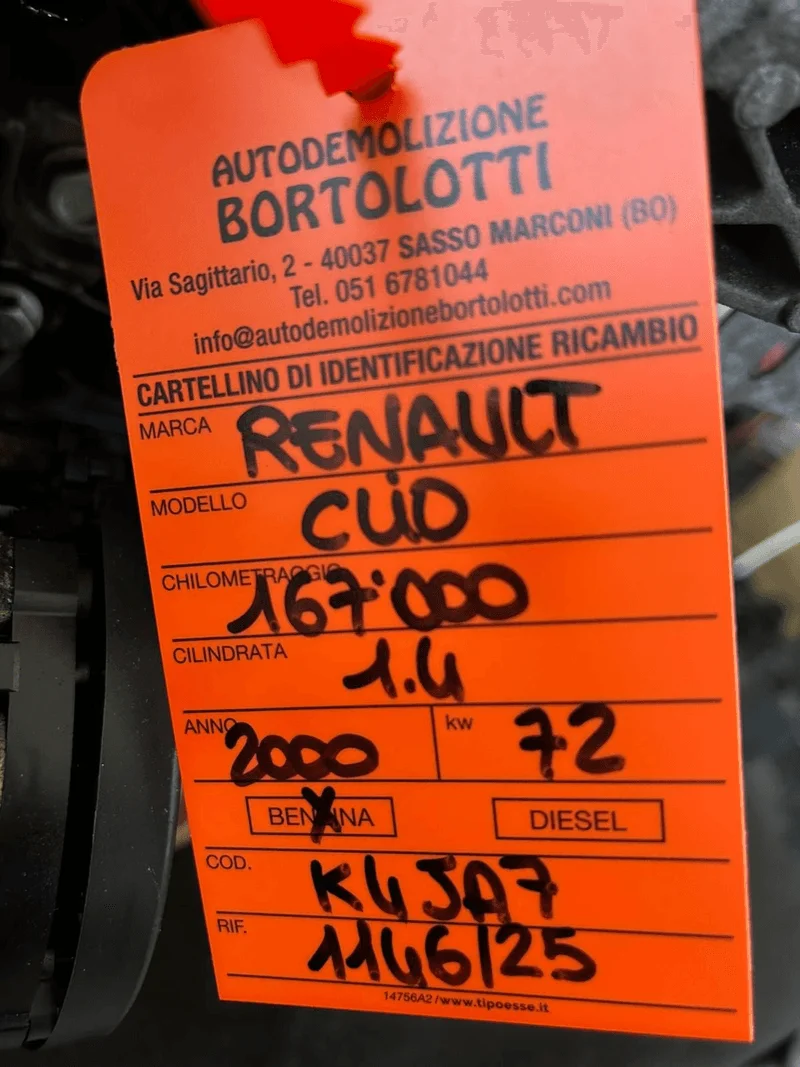 AUTODEMOLIZIONE
BORTOLOTTI
Via Sagittario, 2 - 40037 SASSO MARCONI (BO)
Tel. 051 6781044
info@autodemolizionebortolotti.com
CARTELLINO DI IDENTIFICAZIONE RICAMBIO
MARCA RENAULT
MODELLO CLIO
CHILOMETRAGGIO 167'000
CILINDRATA 1.4
ANNO 2000 kw 72
BENZINA X DIESEL
COD. K4JA7
RIF. 1146/25
14756A2/www.tipoesse.it